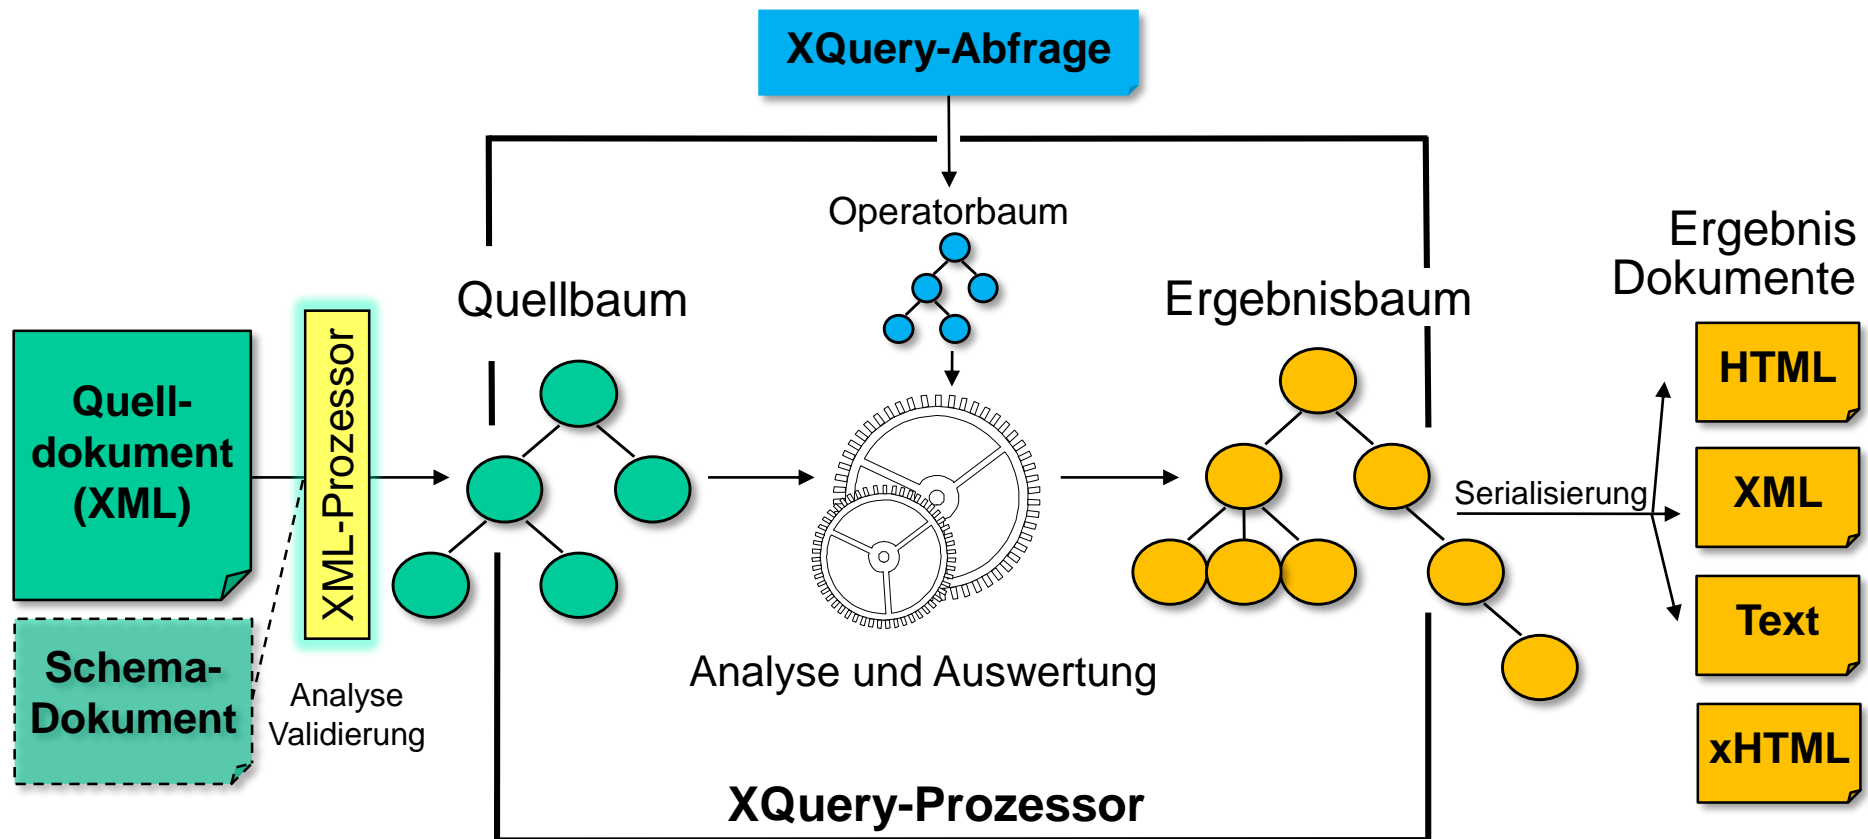 XQuery-Abfrage
Operatorbaum
Quellbaum
Ergebnisbaum
Ergebnis
Dokumente
Quell-
dokument
(XML)
XML-Prozessor
Schema-
Dokument
Analyse
Validierung
Analyse und Auswertung
XQuery-Prozessor
Serialisierung
HTML
XML
Text
xHTML